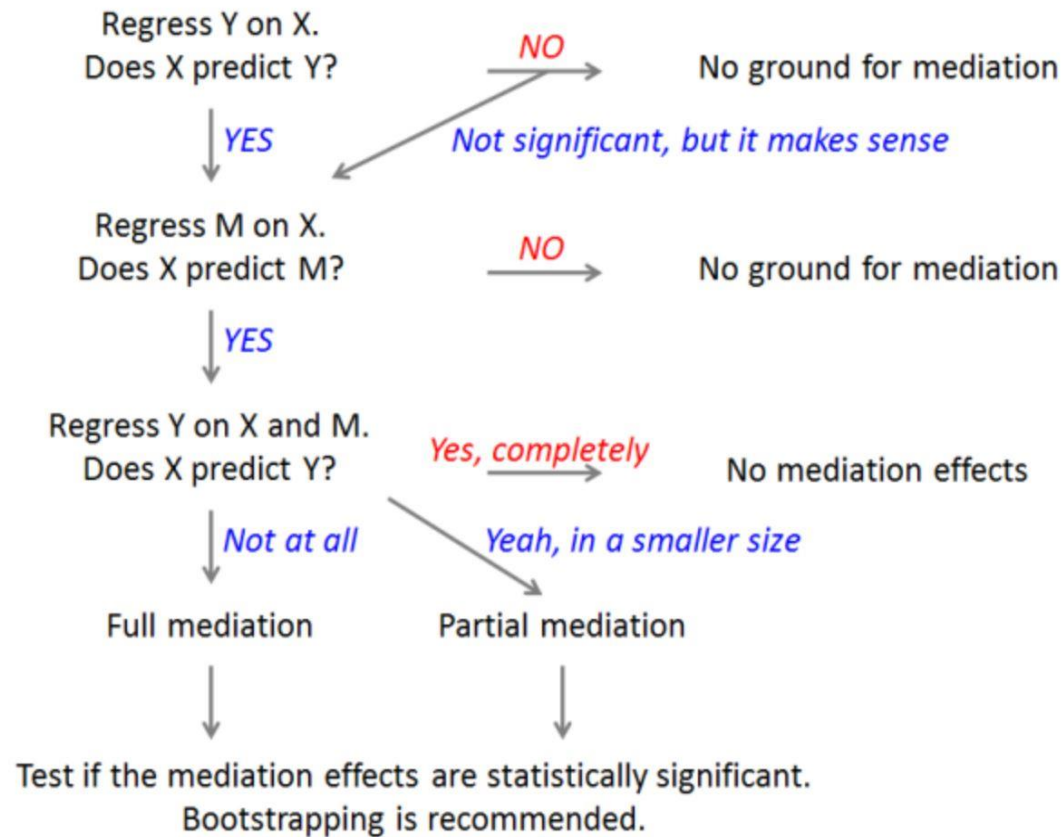 Regress Y on X.
Does X predict Y?
NO
No ground for mediation
YES
Not significant, but it makes sense
Regress M on X.
Does X predict M?
NO
No ground for mediation
YES
Regress Y on X and M.
Does X predict Y?
Yes, completely
No mediation effects
Not at all
Yeah, in a smaller size
Full mediation
Partial mediation
Test if the mediation effects are statistically significant.
Bootstrapping is recommended.